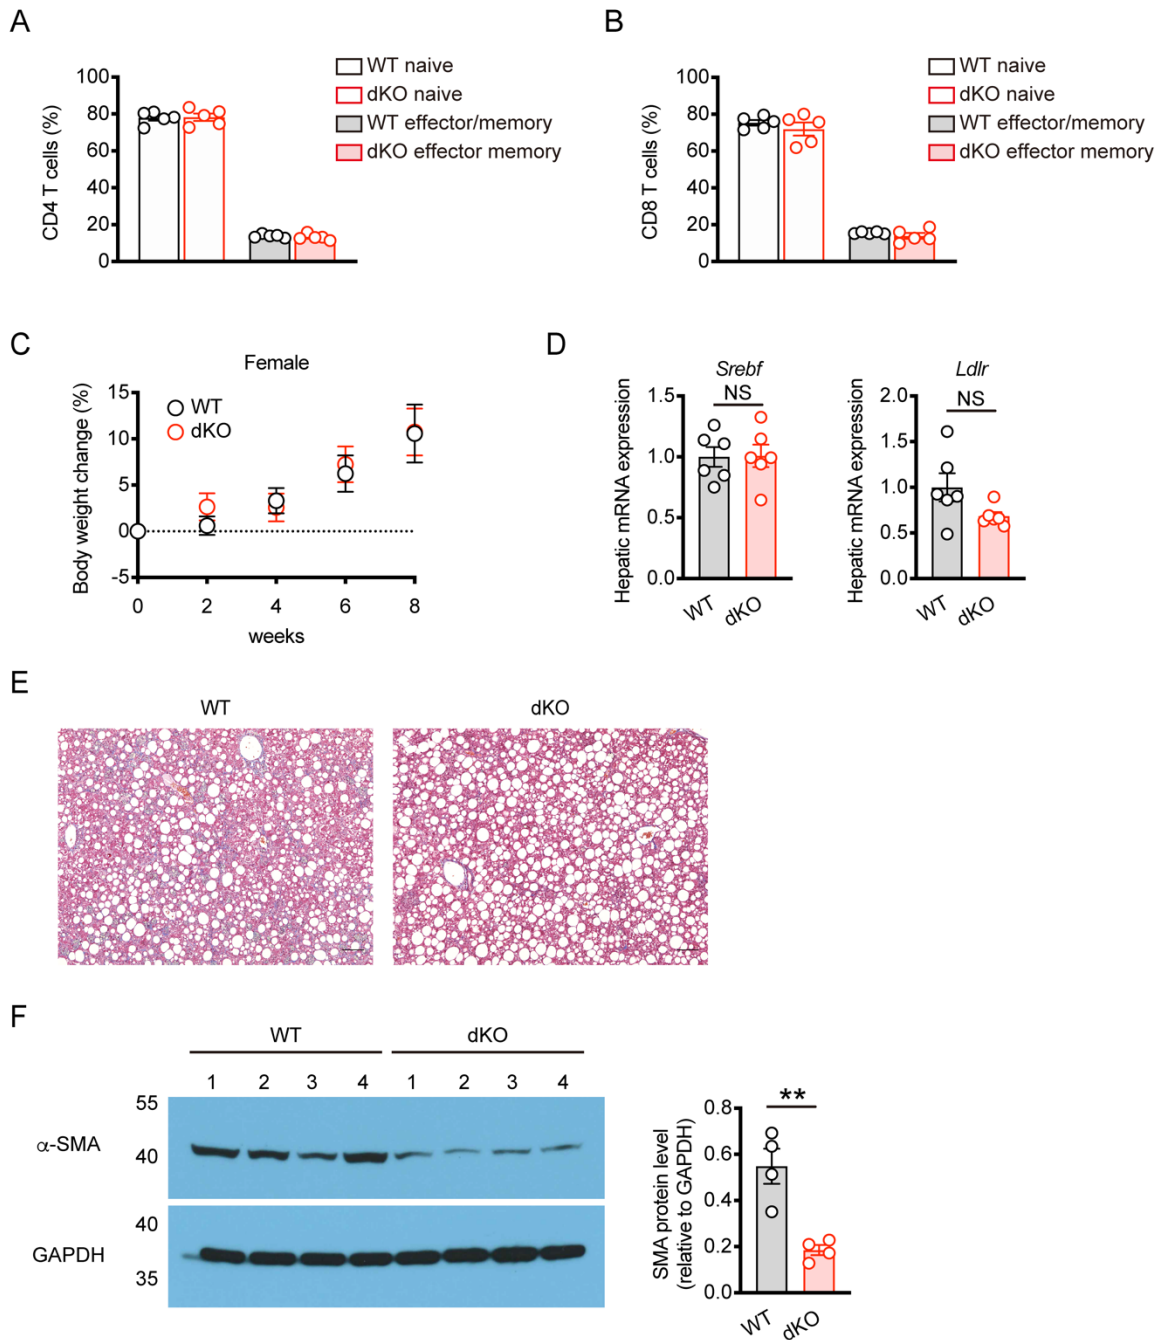 A
CD4 T cells (%)
100
80
60
40
20
0
WT naive
dKO naive
WT effector/memory
dKO effector memory
B
CD8 T cells (%)
100
80
60
40
20
0
WT naive
dKO naive
WT effector/memory
dKO effector memory
C
Female
Body weight change (%)
15
10
5
0
-5
WT
dKO
0 2 4 6 8
weeks
D
Srebf
NS
Hepatic mRNA expression
1.5
1.0
0.5
0.0
WT dKO
Ldlr
NS
Hepatic mRNA expression
2.0
1.5
1.0
0.5
0.0
WT dKO
E
WT dKO
F
WT dKO
1 2 3 4 1 2 3 4
55
α-SMA
40
40
GAPDH
35
SMA protein level
(relative to GAPDH)
0.8
0.6
0.4
0.2
0.0
**
WT dKO